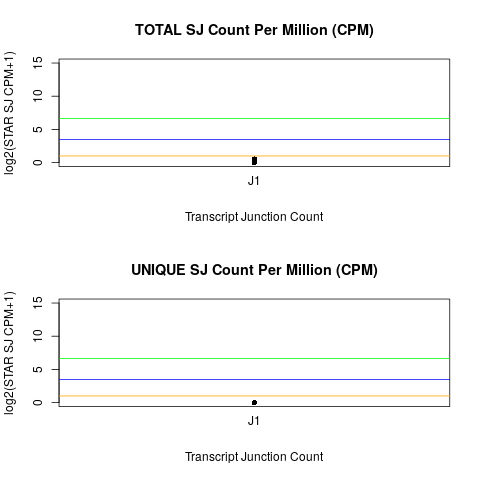 TOTAL SJ Count Per Million (CPM)
log2(STAR SJ CPM+1)
15
10
5
0
J1
Transcript Junction Count
UNIQUE SJ Count Per Million (CPM)
log2(STAR SJ CPM+1)
15
10
5
0
J1
Transcript Junction Count